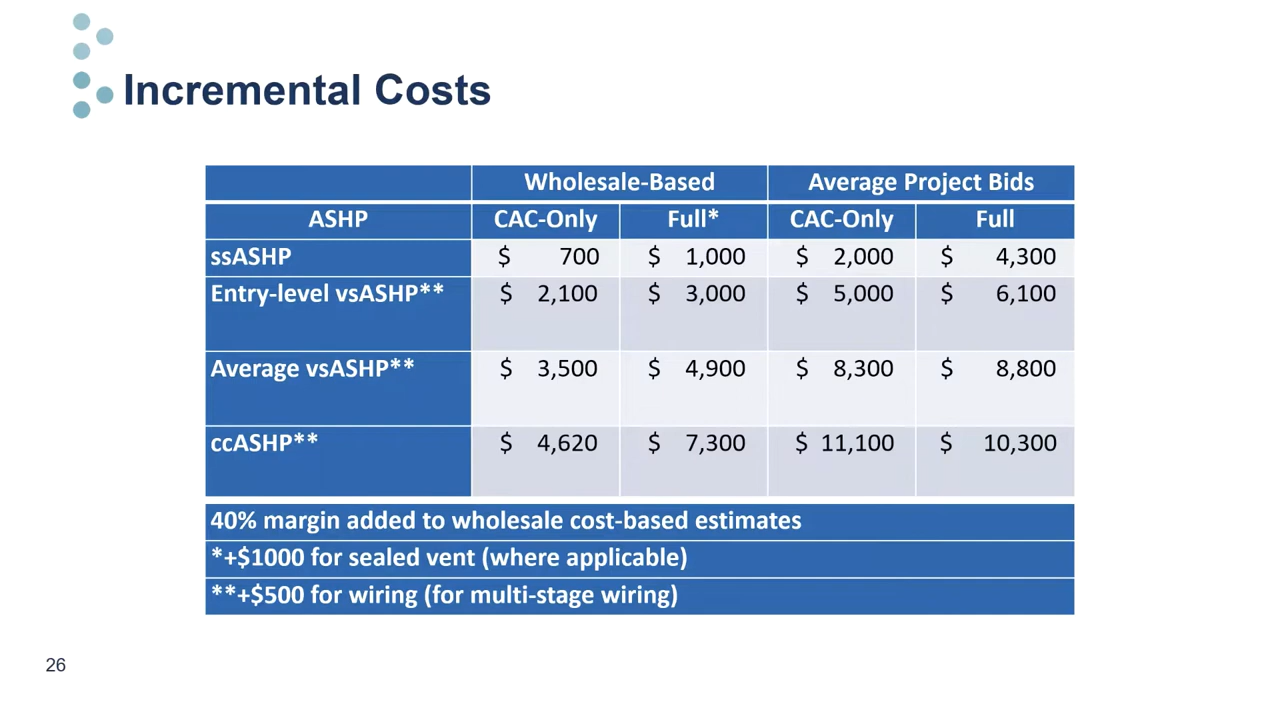 Incremental Costs
Wholesale-Based Average Project Bids
ASHP CAC-Only Full* CAC-Only Full
ssASHP $ 700 $ 1,000 $ 2,000 $ 4,300
Entry-level vsASHP** $ 2,100 $ 3,000 $ 5,000 $ 6,100
Average vsASHP** $ 3,500 $ 4,900 $ 8,300 $ 8,800
ccASHP** $ 4,620 $ 7,300 $ 11,100 $ 10,300
40% margin added to wholesale cost-based estimates
*+$1000 for sealed vent (where applicable)
**+$500 for wiring (for multi-stage wiring)
26